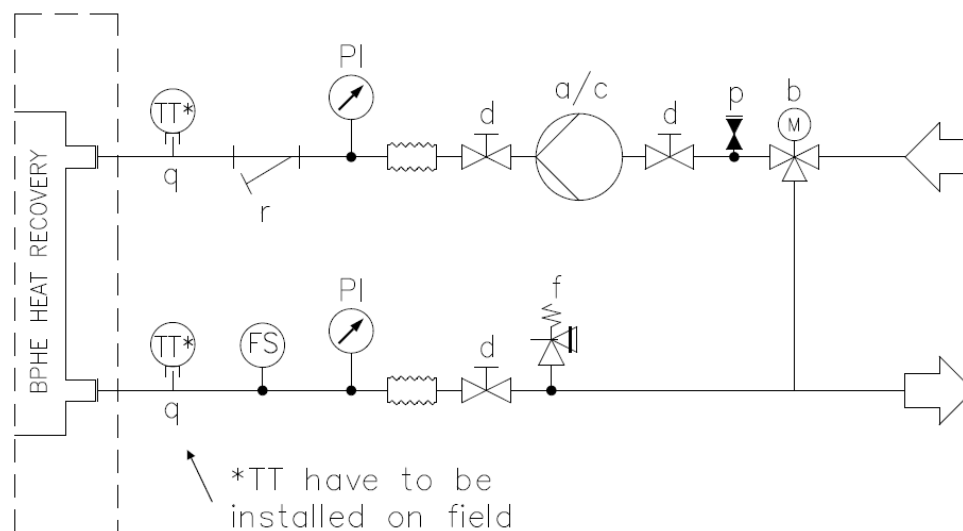 PI
a/c
TT*
d
d
p
b
M
q
r
BPHE HEAT RECOVERY
PI
f
TT*
FS
d
q
*TT have to be
installed on field